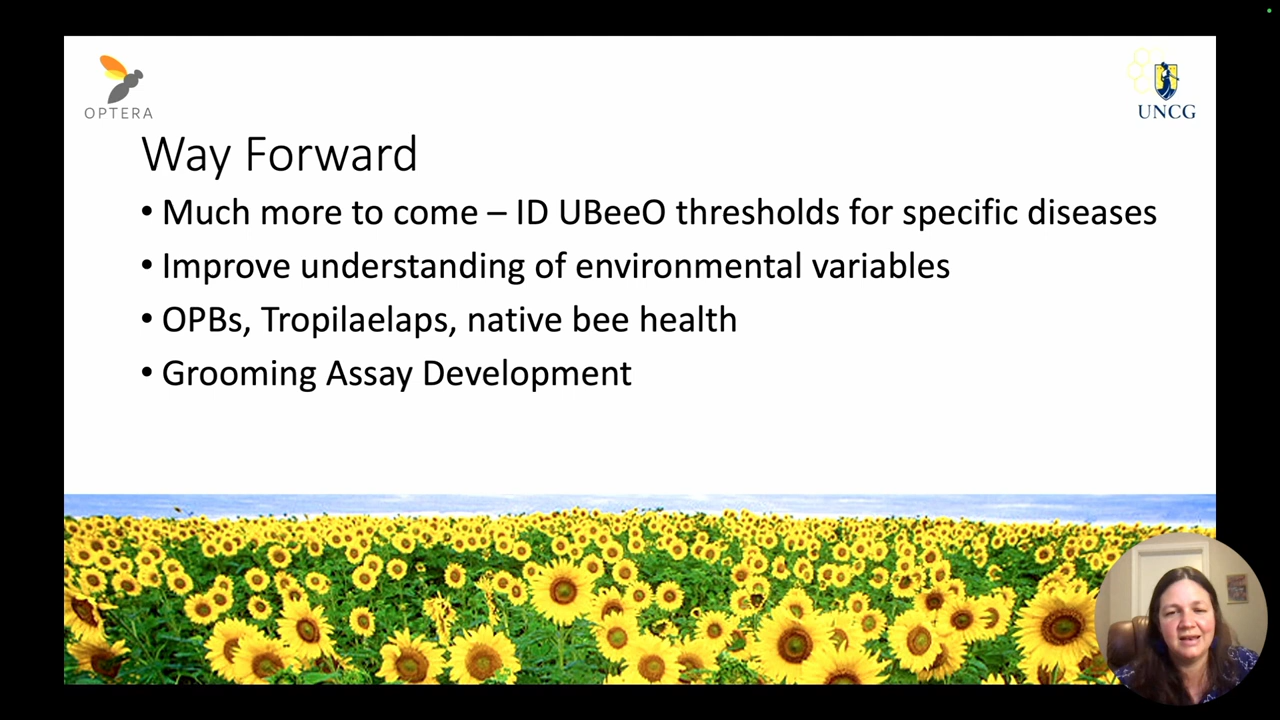 OPTERA
UNCG
Way Forward
• Much more to come – ID UBeeO thresholds for specific diseases
• Improve understanding of environmental variables
• OPBs, Tropilaelaps, native bee health
• Grooming Assay Development